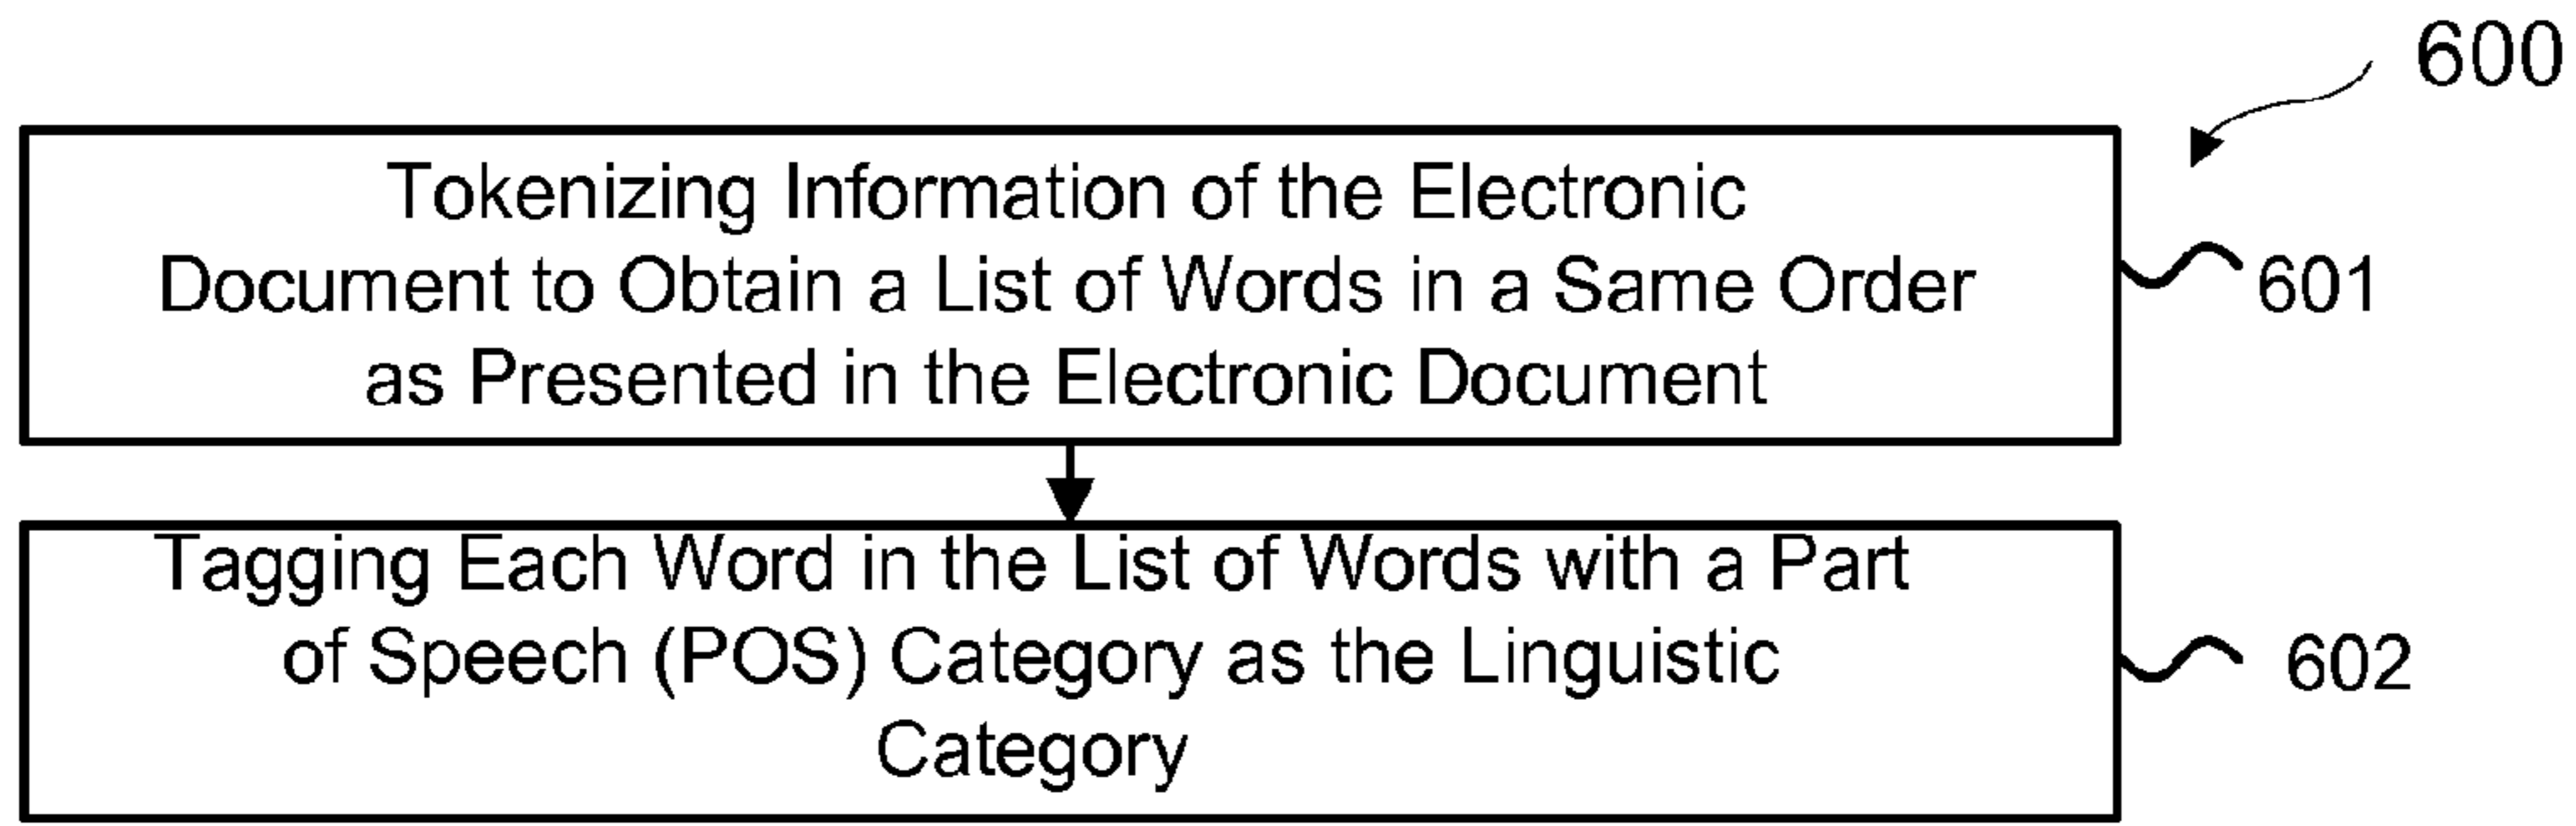 600
Tokenizing Information of the Electronic
Document to Obtain a List of Words in a Same Order
as Presented in the Electronic Document
601
Tagging Each Word in the List of Words with a Part
of Speech (POS) Category as the Linguistic
Category
602